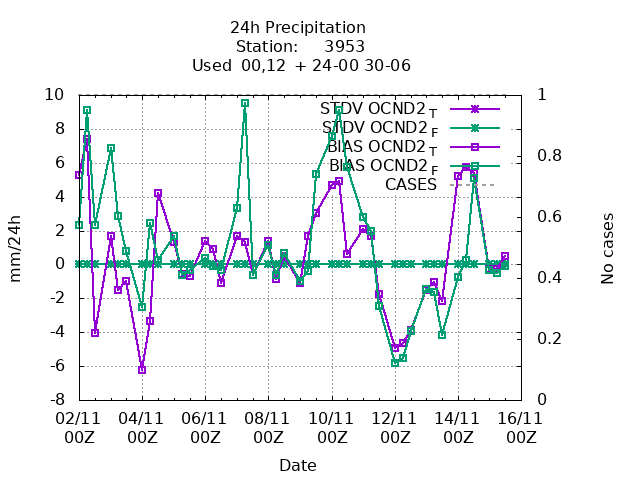 24h Precipitation
Station: 3953
Used 00,12 + 24-00 30-06
STDV OCND2 T
STDV OCND2 F
BIAS OCND2 T
BIAS OCND2 F
CASES
mm/24h
10
8
6
4
2
0
-2
-4
-6
-8
No cases
1
0.8
0.6
0.4
0.2
0
02/11 04/11 06/11 08/11 10/11 12/11 14/11 16/11
00Z 00Z 00Z 00Z 00Z 00Z 00Z 00Z
Date